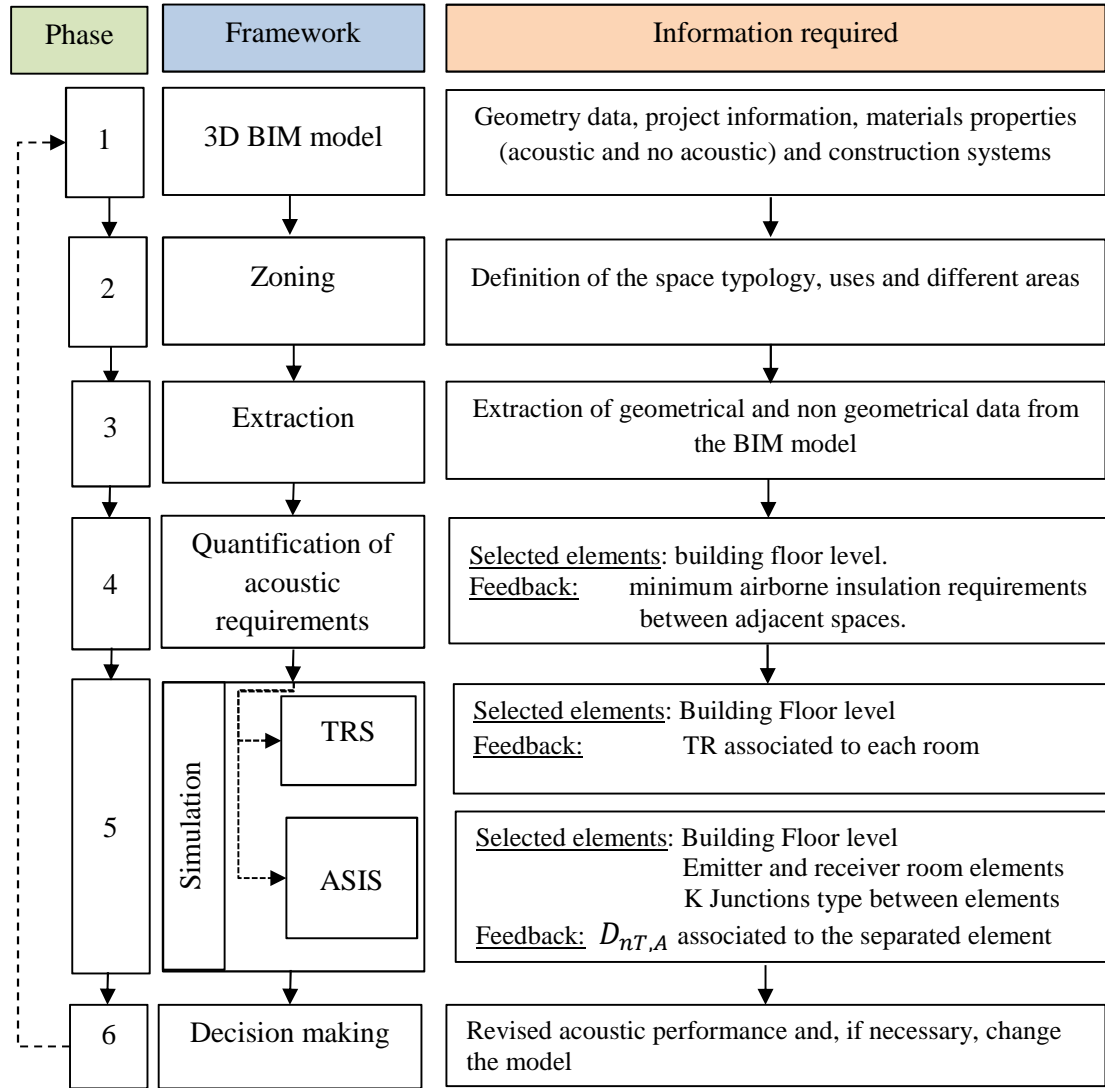 Phase
Framework
Information required
1
3D BIM model
Geometry data, project information, materials properties
(acoustic and no acoustic) and construction systems
2
Zoning
Definition of the space typology, uses and different areas
3
Extraction
Extraction of geometrical and non geometrical data from
the BIM model
4
Quantification of
acoustic
requirements
Selected elements: building floor level.
Feedback: minimum airborne insulation requirements
between adjacent spaces.
5
Simulation
TRS
Selected elements: Building Floor level
Feedback: TR associated to each room
ASIS
Selected elements: Building Floor level
Emitter and receiver room elements
K Junctions type between elements
Feedback: D_{nT,A} associated to the separated element
6
Decision making
Revised acoustic performance and, if necessary, change
the model